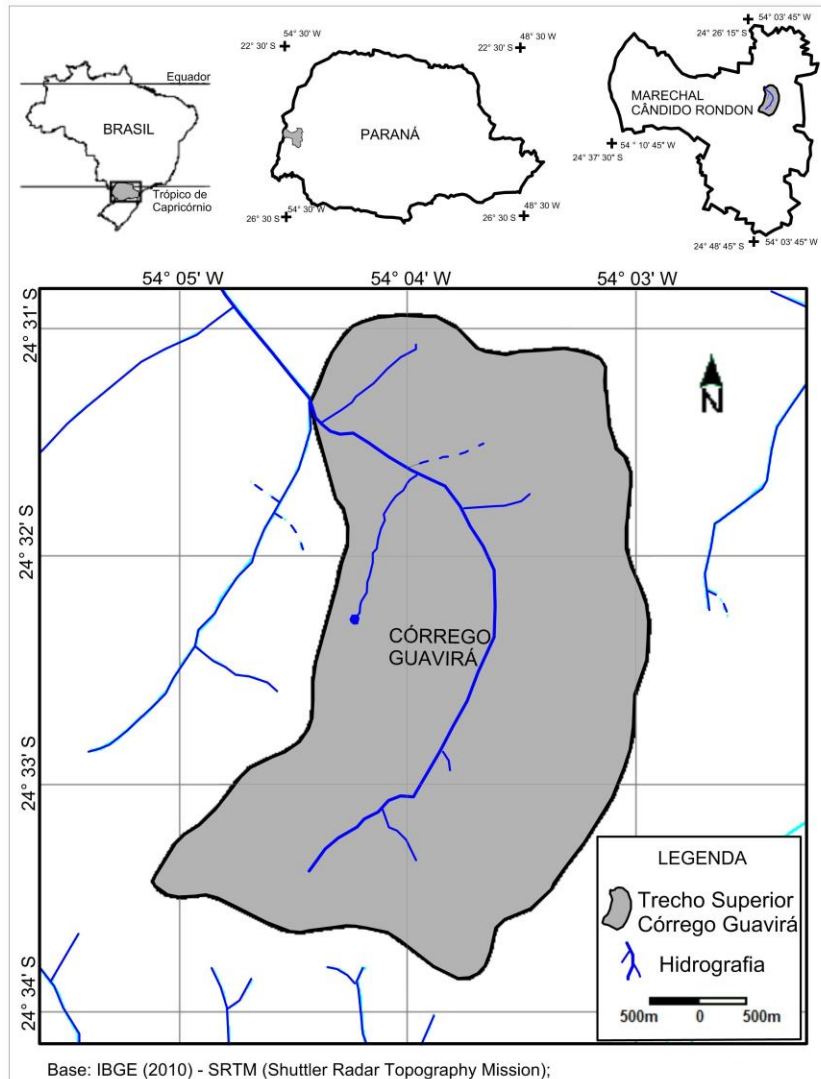 Equador
BRASIL
Trópico de
Capricórnio
54° 30" W
22° 30" S
48° 30" W
22° 30" S
PARANÁ
54° 30" W
26° 30 S
48° 30" W
26° 30 S
54° 03' 45" W
24° 26' 15" S
MARECHAL
CÂNDIDO RONDON
54 ° 10' 45" W
24° 37' 30" S
24° 48' 45" S
54° 03' 45" W
54° 05' W
54° 04' W
54° 03' W
24° 31' S
24° 32' S
24° 33' S
24° 34' S
N
CÓRREGO
GUAVIRÁ
LEGENDA
Trecho Superior
Córrego Guavirá
Hidrografia
500m 0 500m
Base: IBGE (2010) - SRTM (Shuttler Radar Topography Mission);